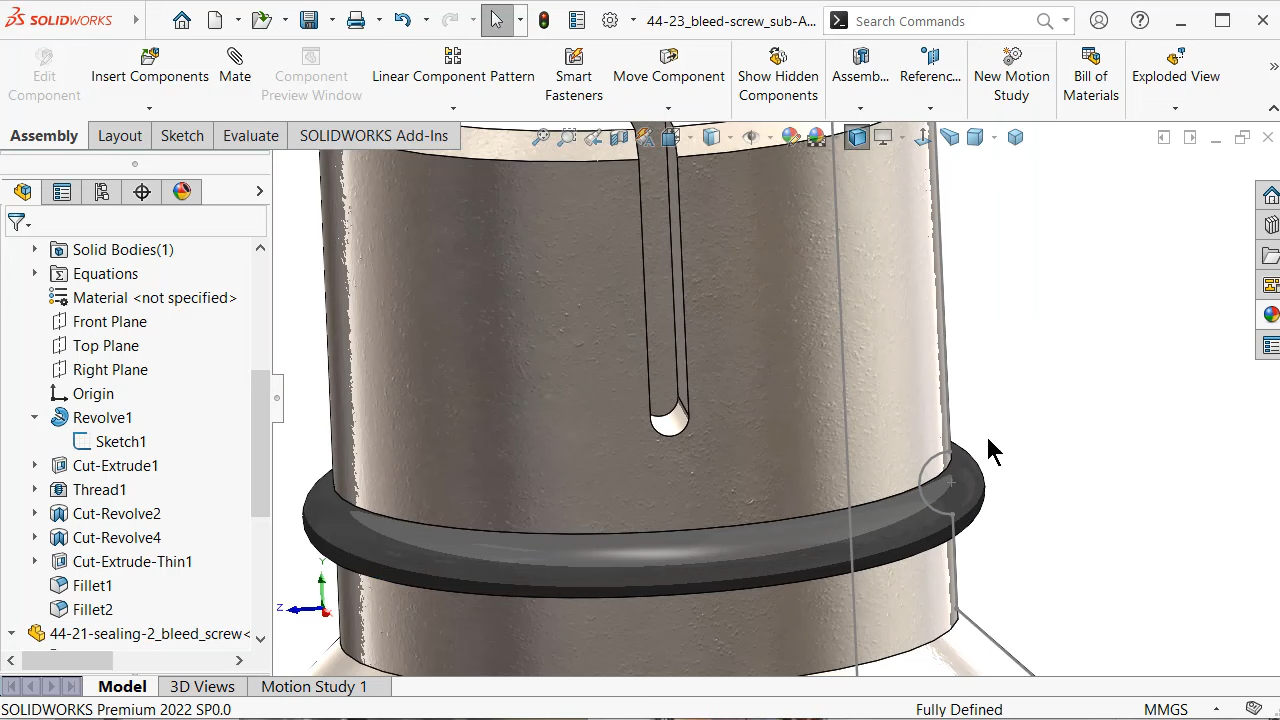 SOLIDWORKS
44-23_bleed-screw_sub-A...
Search Commands
Edit Component
Insert Components
Mate
Component Preview Window
Linear Component Pattern
Smart Fasteners
Move Component
Show Hidden Components
Assemb...
Referenc...
New Motion Study
Bill of Materials
Exploded View
Assembly
Layout
Sketch
Evaluate
SOLIDWORKS Add-Ins
Solid Bodies(1)
Equations
Material <not specified>
Front Plane
Top Plane
Right Plane
Origin
Revolve1
Sketch1
Cut-Extrude1
Thread1
Cut-Revolve2
Cut-Revolve4
Cut-Extrude-Thin1
Fillet1
Fillet2
44-21-sealing-2_bleed_screw<
Y
Z
Model
3D Views
Motion Study 1
SOLIDWORKS Premium 2022 SP0.0
Fully Defined
MMGS